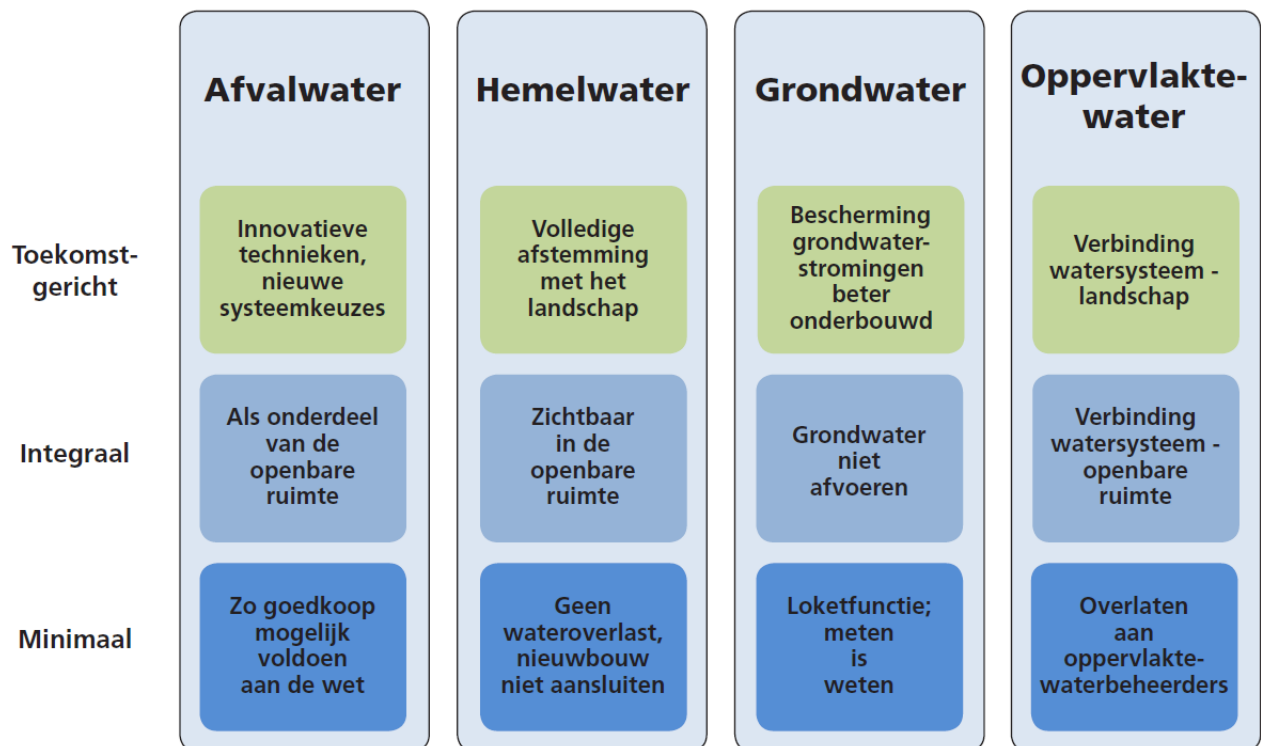 Afvalwater
Hemelwater
Grondwater
Oppervlakte-
water
Toekomst-
gericht
Innovatieve
technieken,
nieuwe
systeemkeuzes
Volledige
afstemming
met het
landschap
Bescherming
grondwater-
stromingen
beter
onderbouwd
Verbinding
watersysteem -
landschap
Integraal
Als onderdeel
van de
openbare
ruimte
Zichtbaar
in de
openbare
ruimte
Grondwater
niet
afvoeren
Verbinding
watersysteem -
openbare
ruimte
Minimaal
Zo goedkoop
mogelijk
voldoen
aan de wet
Geen
wateroverlast,
nieuwbouw
niet aansluiten
Loketfunctie;
meten
is
weten
Overlaten
aan
oppervlakte-
waterbeheerders